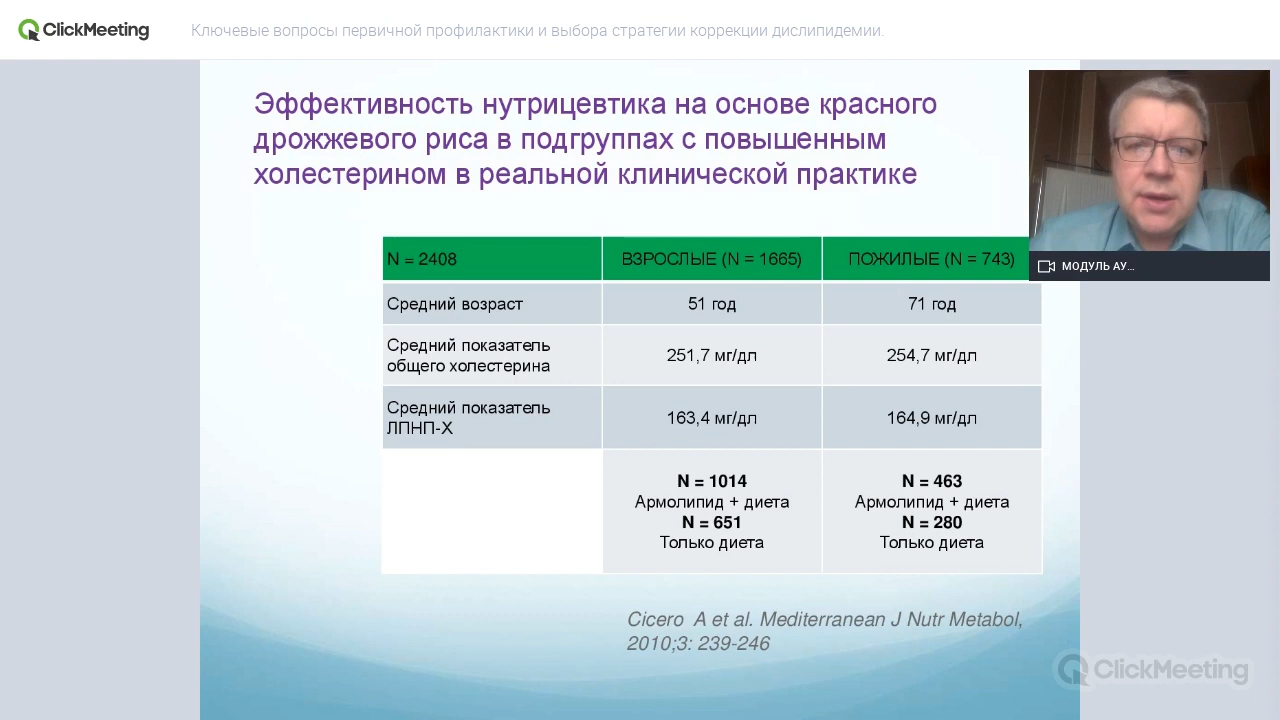 ClickMeeting
Ключевые вопросы первичной профилактики и выбора стратегии коррекции дислипидемии.
Эффективность нутрицевтика на основе красного
дрожжевого риса в подгруппах с повышенным
холестерином в реальной клинической практике
МОДУЛЬ АУ...
N = 2408
ВЗРОСЛЫЕ (N = 1665)
ПОЖИЛЫЕ (N = 743)
Средний возраст
51 год
71 год
Средний показатель
общего холестерина
251,7 мг/дл
254,7 мг/дл
Средний показатель
ЛПНП-Х
163,4 мг/дл
164,9 мг/дл
N = 1014
Армолипид + диета
N = 651
Только диета
N = 463
Армолипид + диета
N = 280
Только диета
Cicero A et al. Mediterranean J Nutr Metabol,
2010;3: 239-246
ClickMeeting